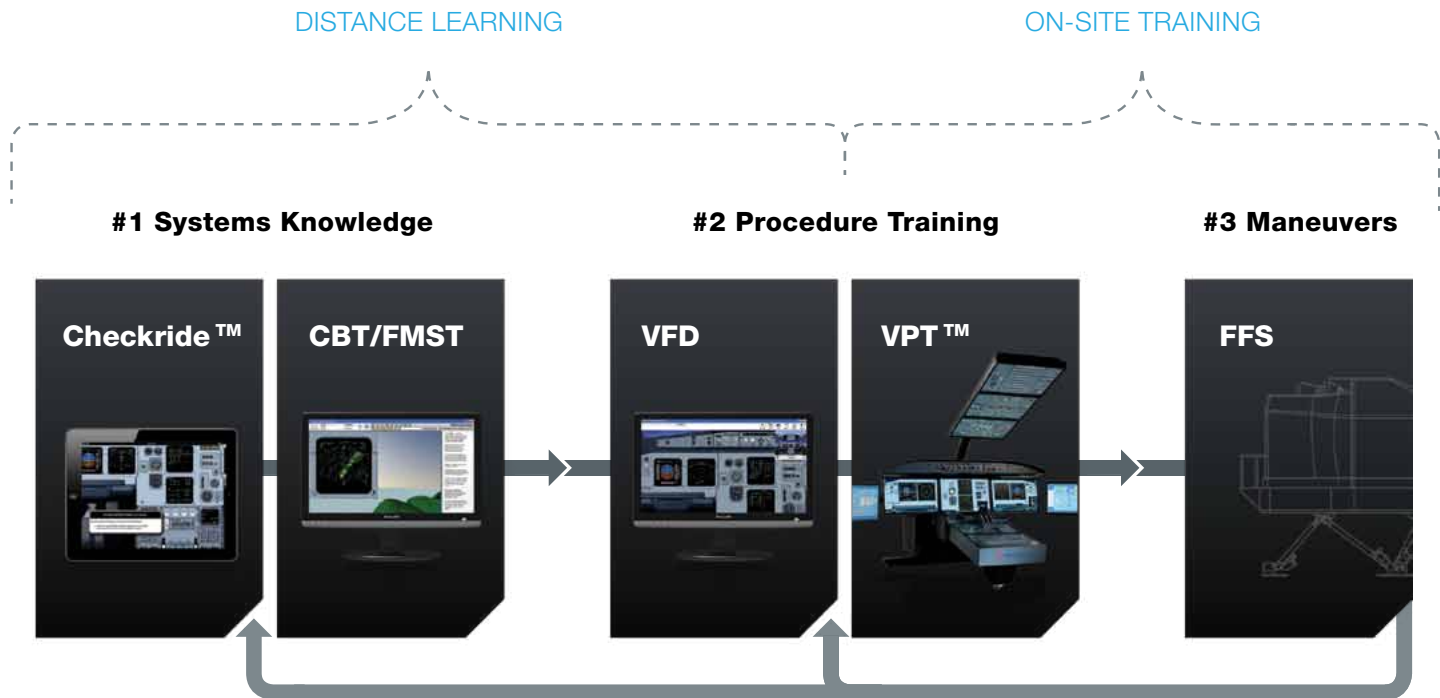 DISTANCE LEARNING
ON-SITE TRAINING
#1 Systems Knowledge
#2 Procedure Training
#3 Maneuvers
Checkride™
CBT/FMST
VFD
VPT™
FFS